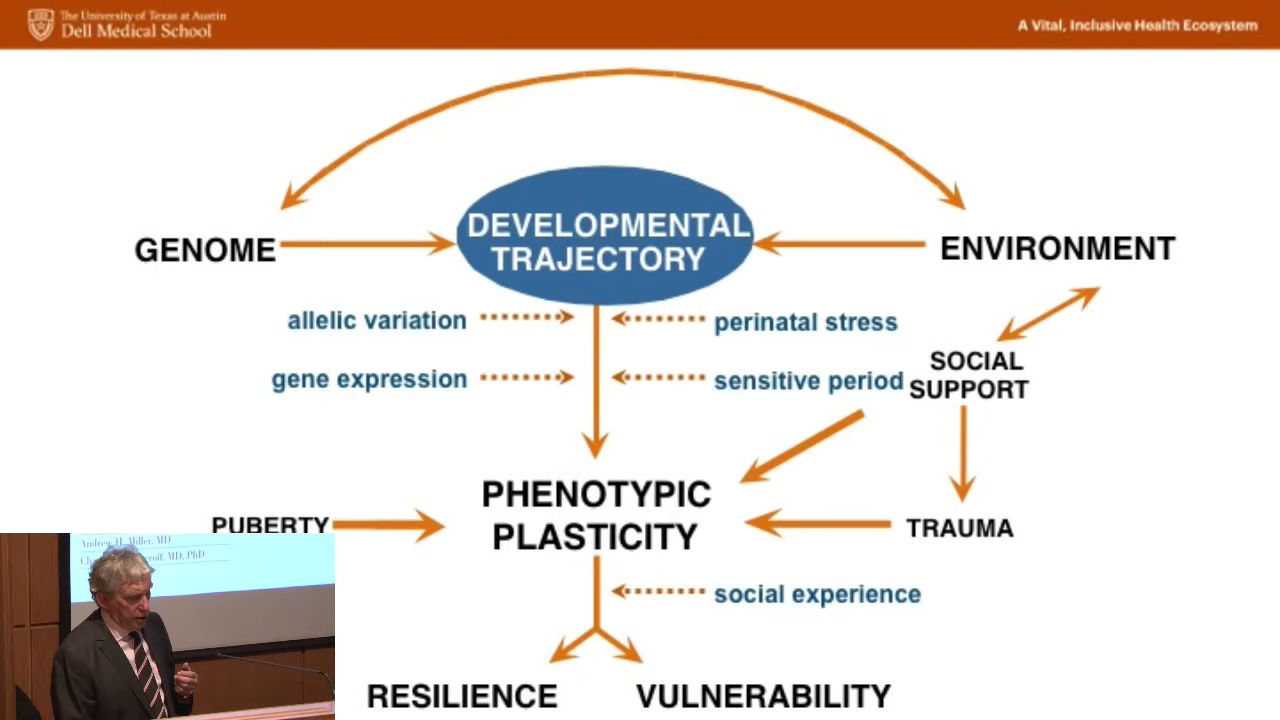 The University of Texas at Austin
Dell Medical School
A Vital, Inclusive Health Ecosystem
DEVELOPMENTAL
TRAJECTORY
GENOME
ENVIRONMENT
allelic variation
perinatal stress
gene expression
sensitive period
SOCIAL
SUPPORT
PHENOTYPIC
PLASTICITY
PUBERTY
TRAUMA
Andrew H. Miller, MD
MD, PhD
social experience
RESILIENCE
VULNERABILITY